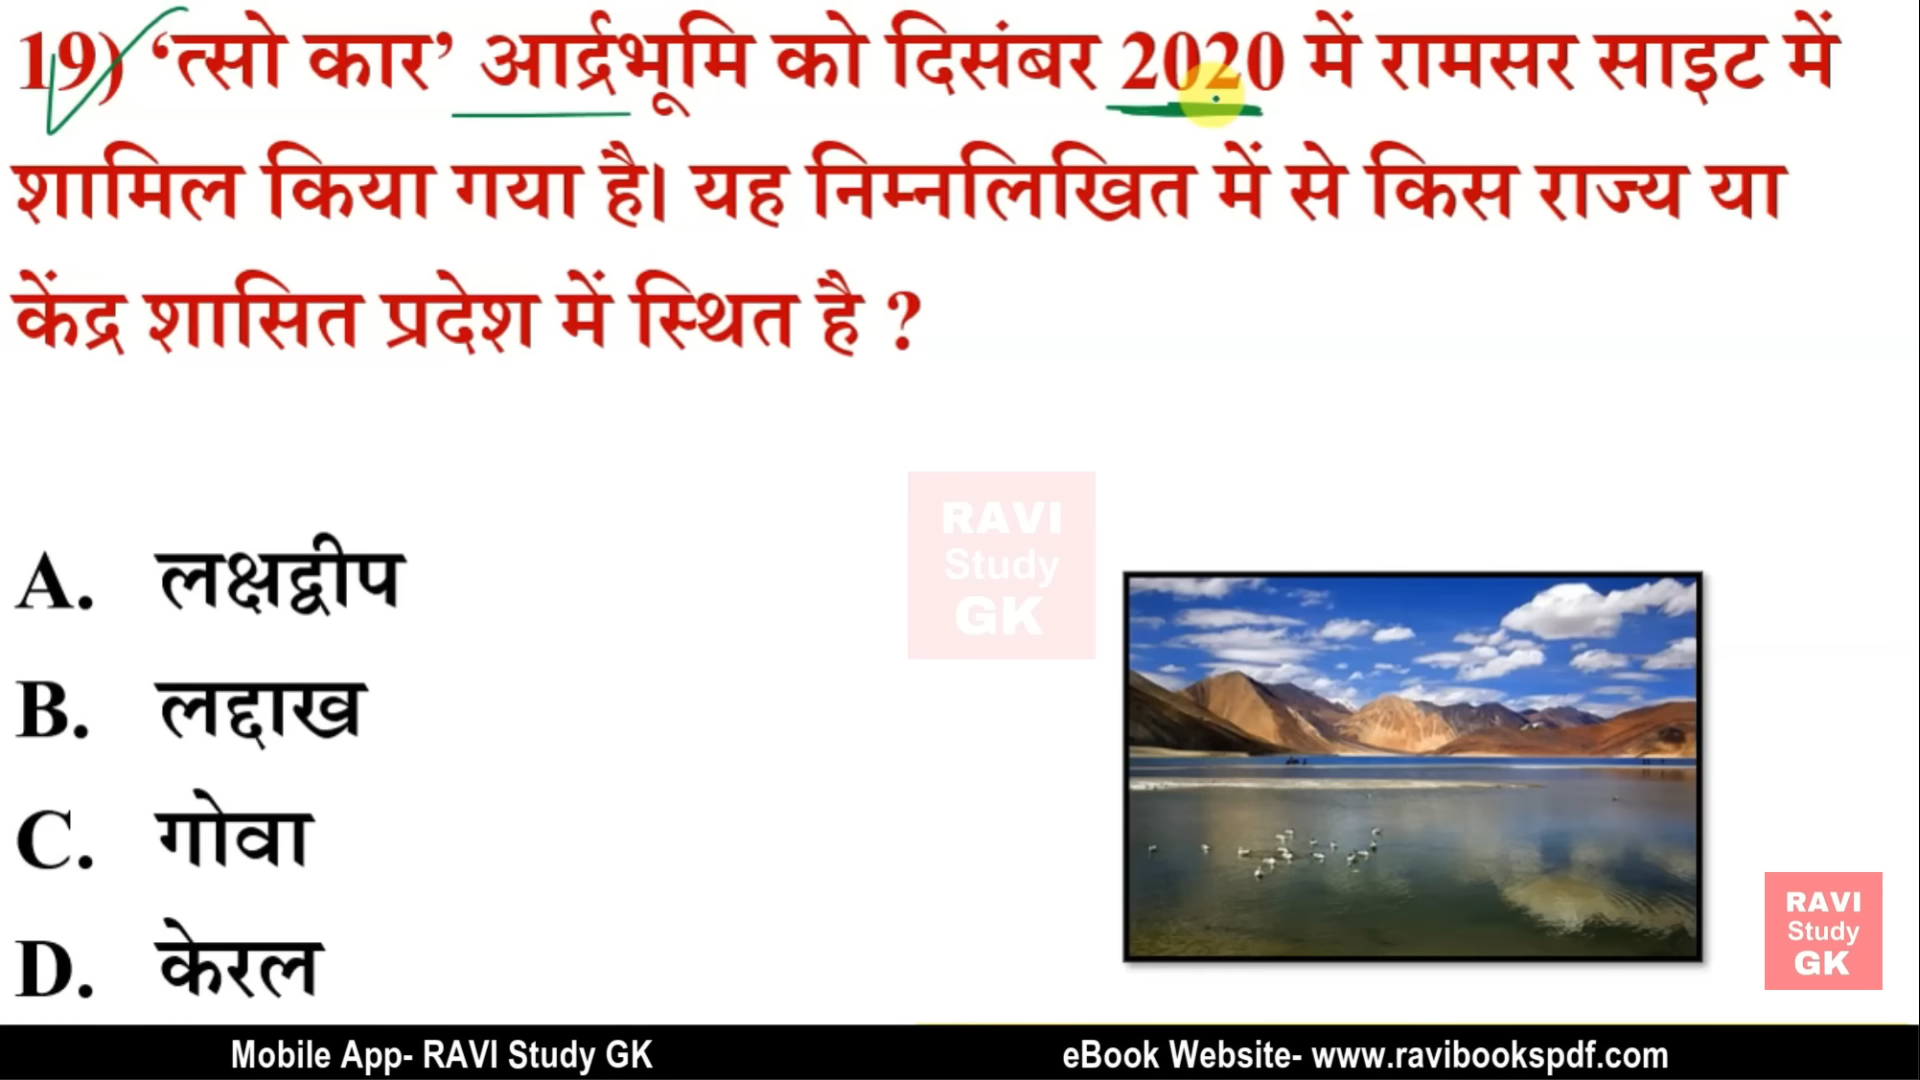 19) ‘त्सो कार’ आर्द्रभूमि को दिसंबर 2020 में रामसर साइट में
शामिल किया गया है। यह निम्नलिखित में से किस राज्य या
केंद्र शासित प्रदेश में स्थित है ?
A. लक्षद्वीप
B. लद्दाख
C. गोवा
D. केरल
RAVI
Study
GK
RAVI
Study
GK
Mobile App- RAVI Study GK
eBook Website- www.ravibookspdf.com